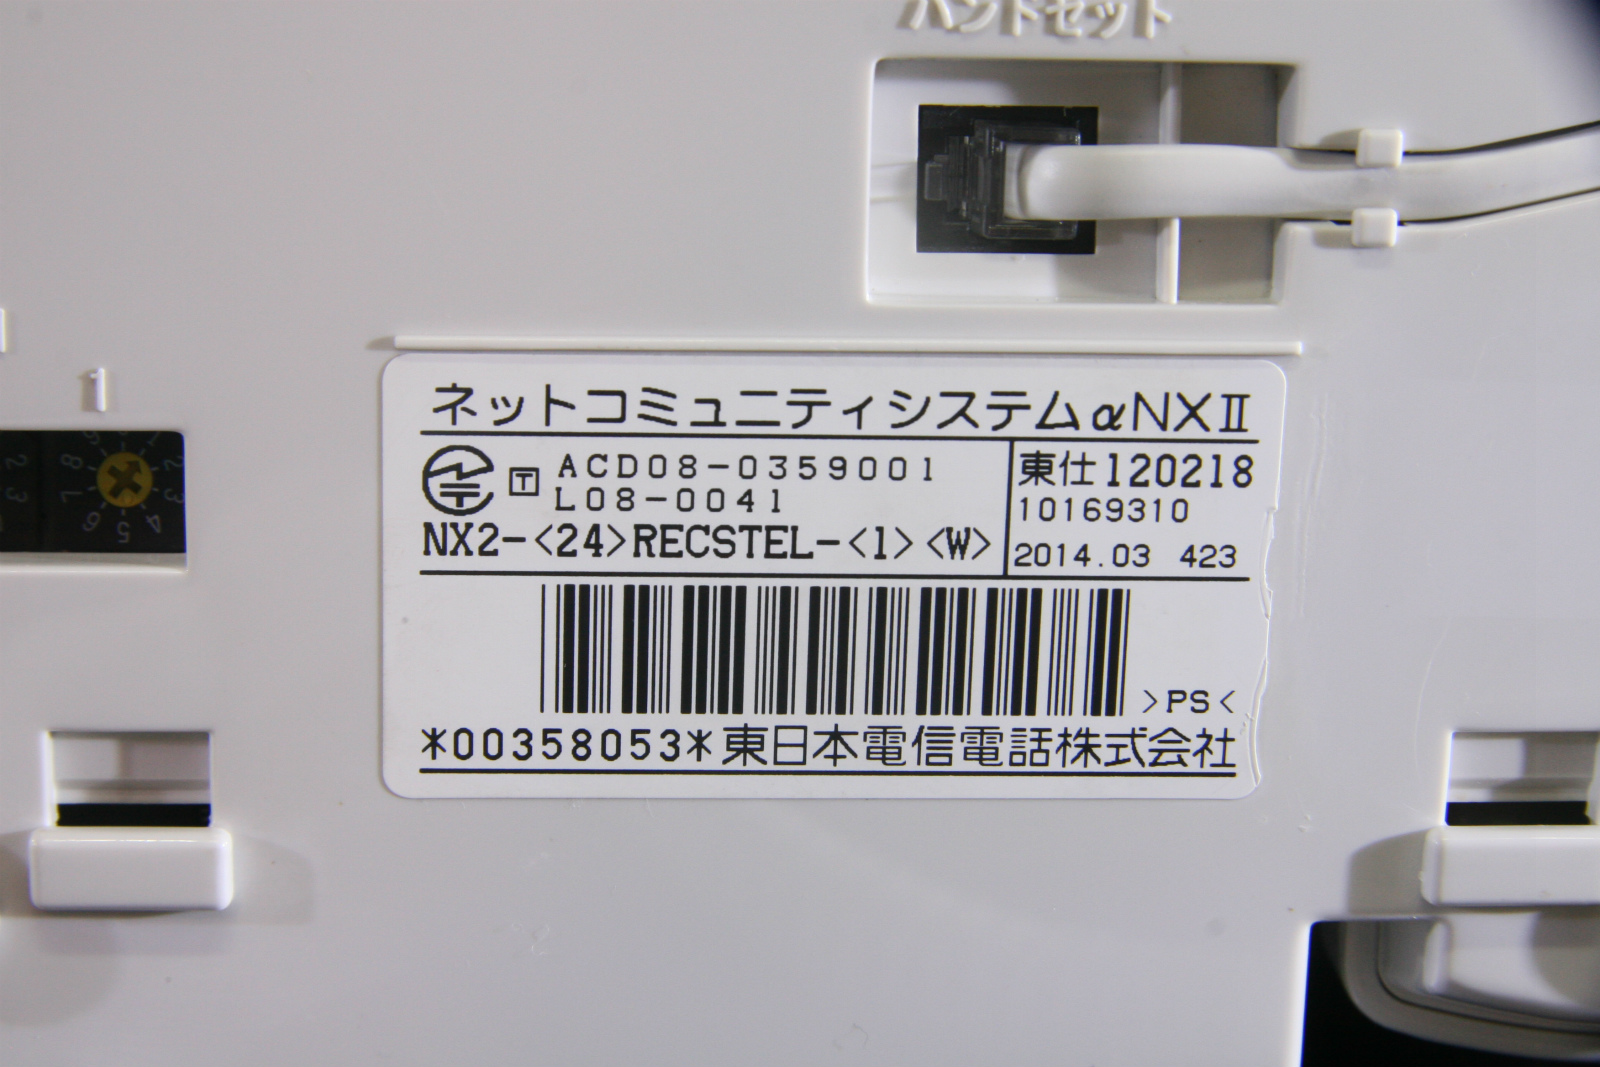 ハンドセット
1
ネットコミュニティシステムαNXⅡ
T ACD08-0359001
L08-0041
NX2-<24>RECSTEL-<1><W>
東仕120218
10169310
2014.03 423
>PS<
*00358053*東日本電信電話株式会社